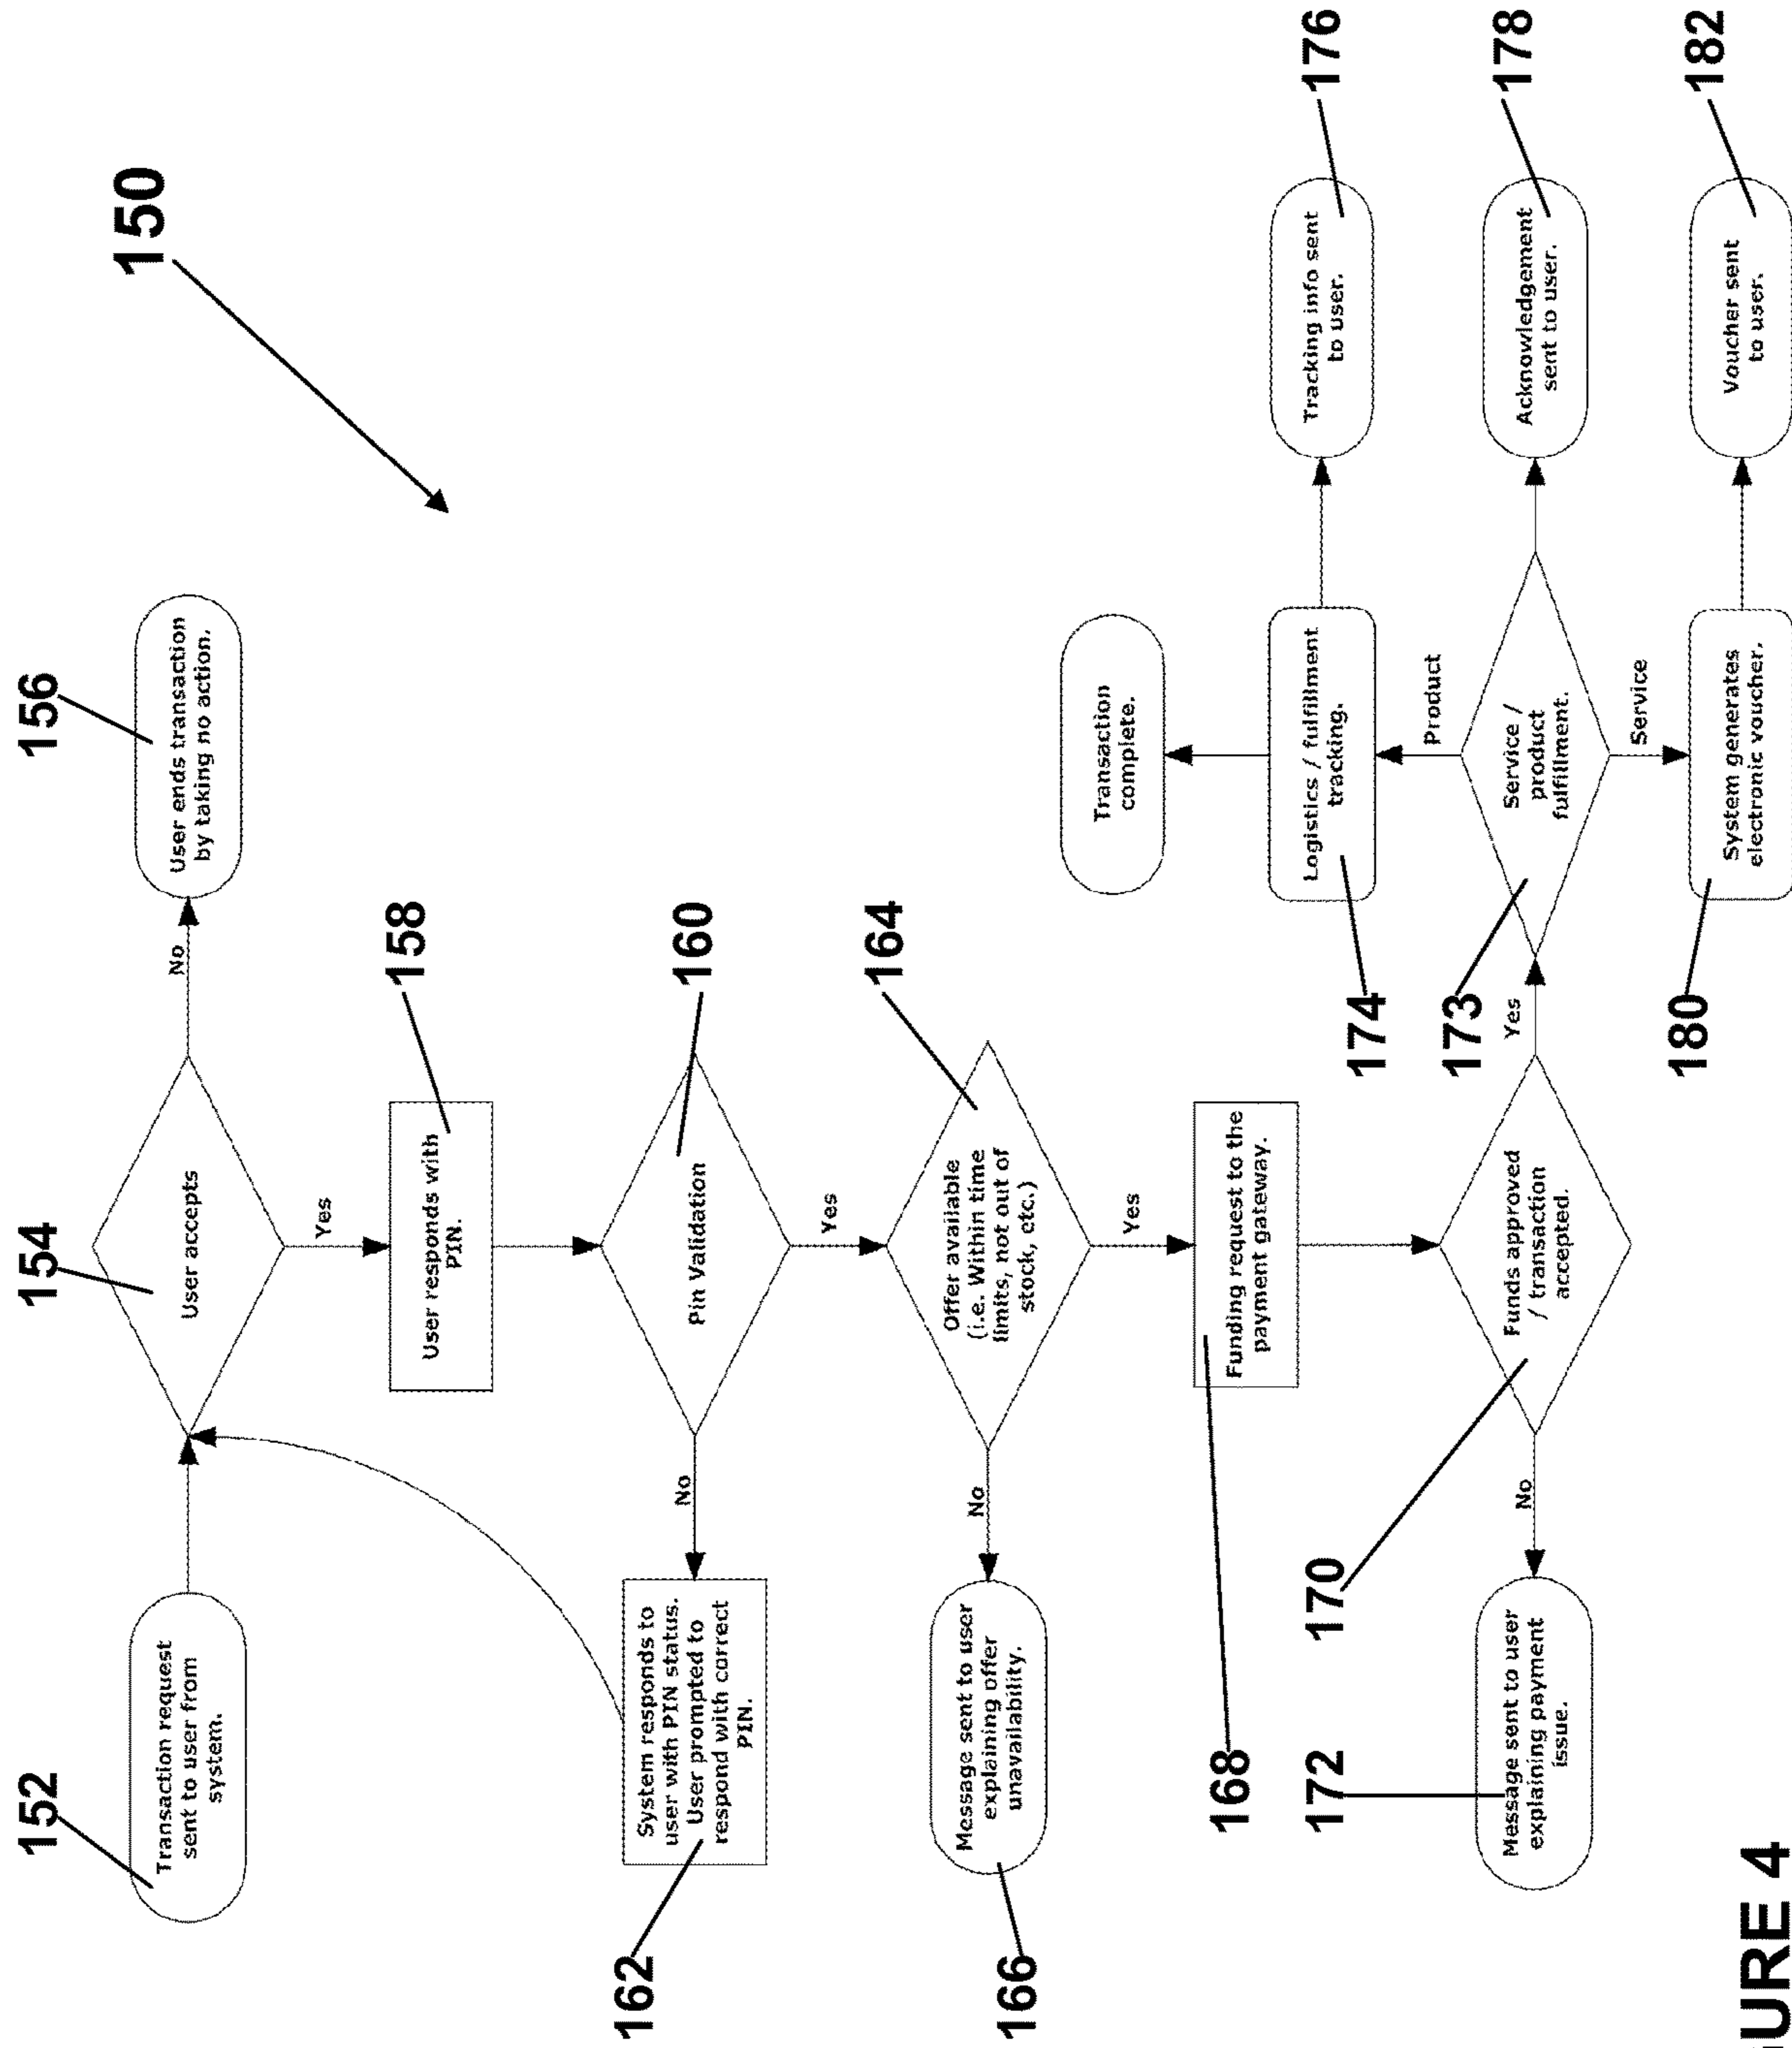 150
152
Transaction request
sent to user from
system.
154
User accepts
No
156
User ends transaction
by taking no action.
Yes
158
User responds with
PIN.
160
Pin Validation
No
162
System responds to
user with PIN status.
User prompted to
respond with correct
PIN.
Yes
164
Offer available
(i.e. Within time
limits, not out of
stock, etc.)
No
166
Message sent to user
explaining offer
unavailability.
Yes
168
Funding request to the
payment gateway.
170
Funds approved
/ transaction
accepted.
No
172
Message sent to user
explaining payment
issue.
Yes
173
Service /
product
fulfillment.
Product
174
Logistics / fulfillment
tracking.
Transaction
complete.
176
Tracking info sent
to user.
178
Acknowledgement
sent to user.
Service
180
System generates
electronic voucher.
182
Voucher sent
to user.
URE 4